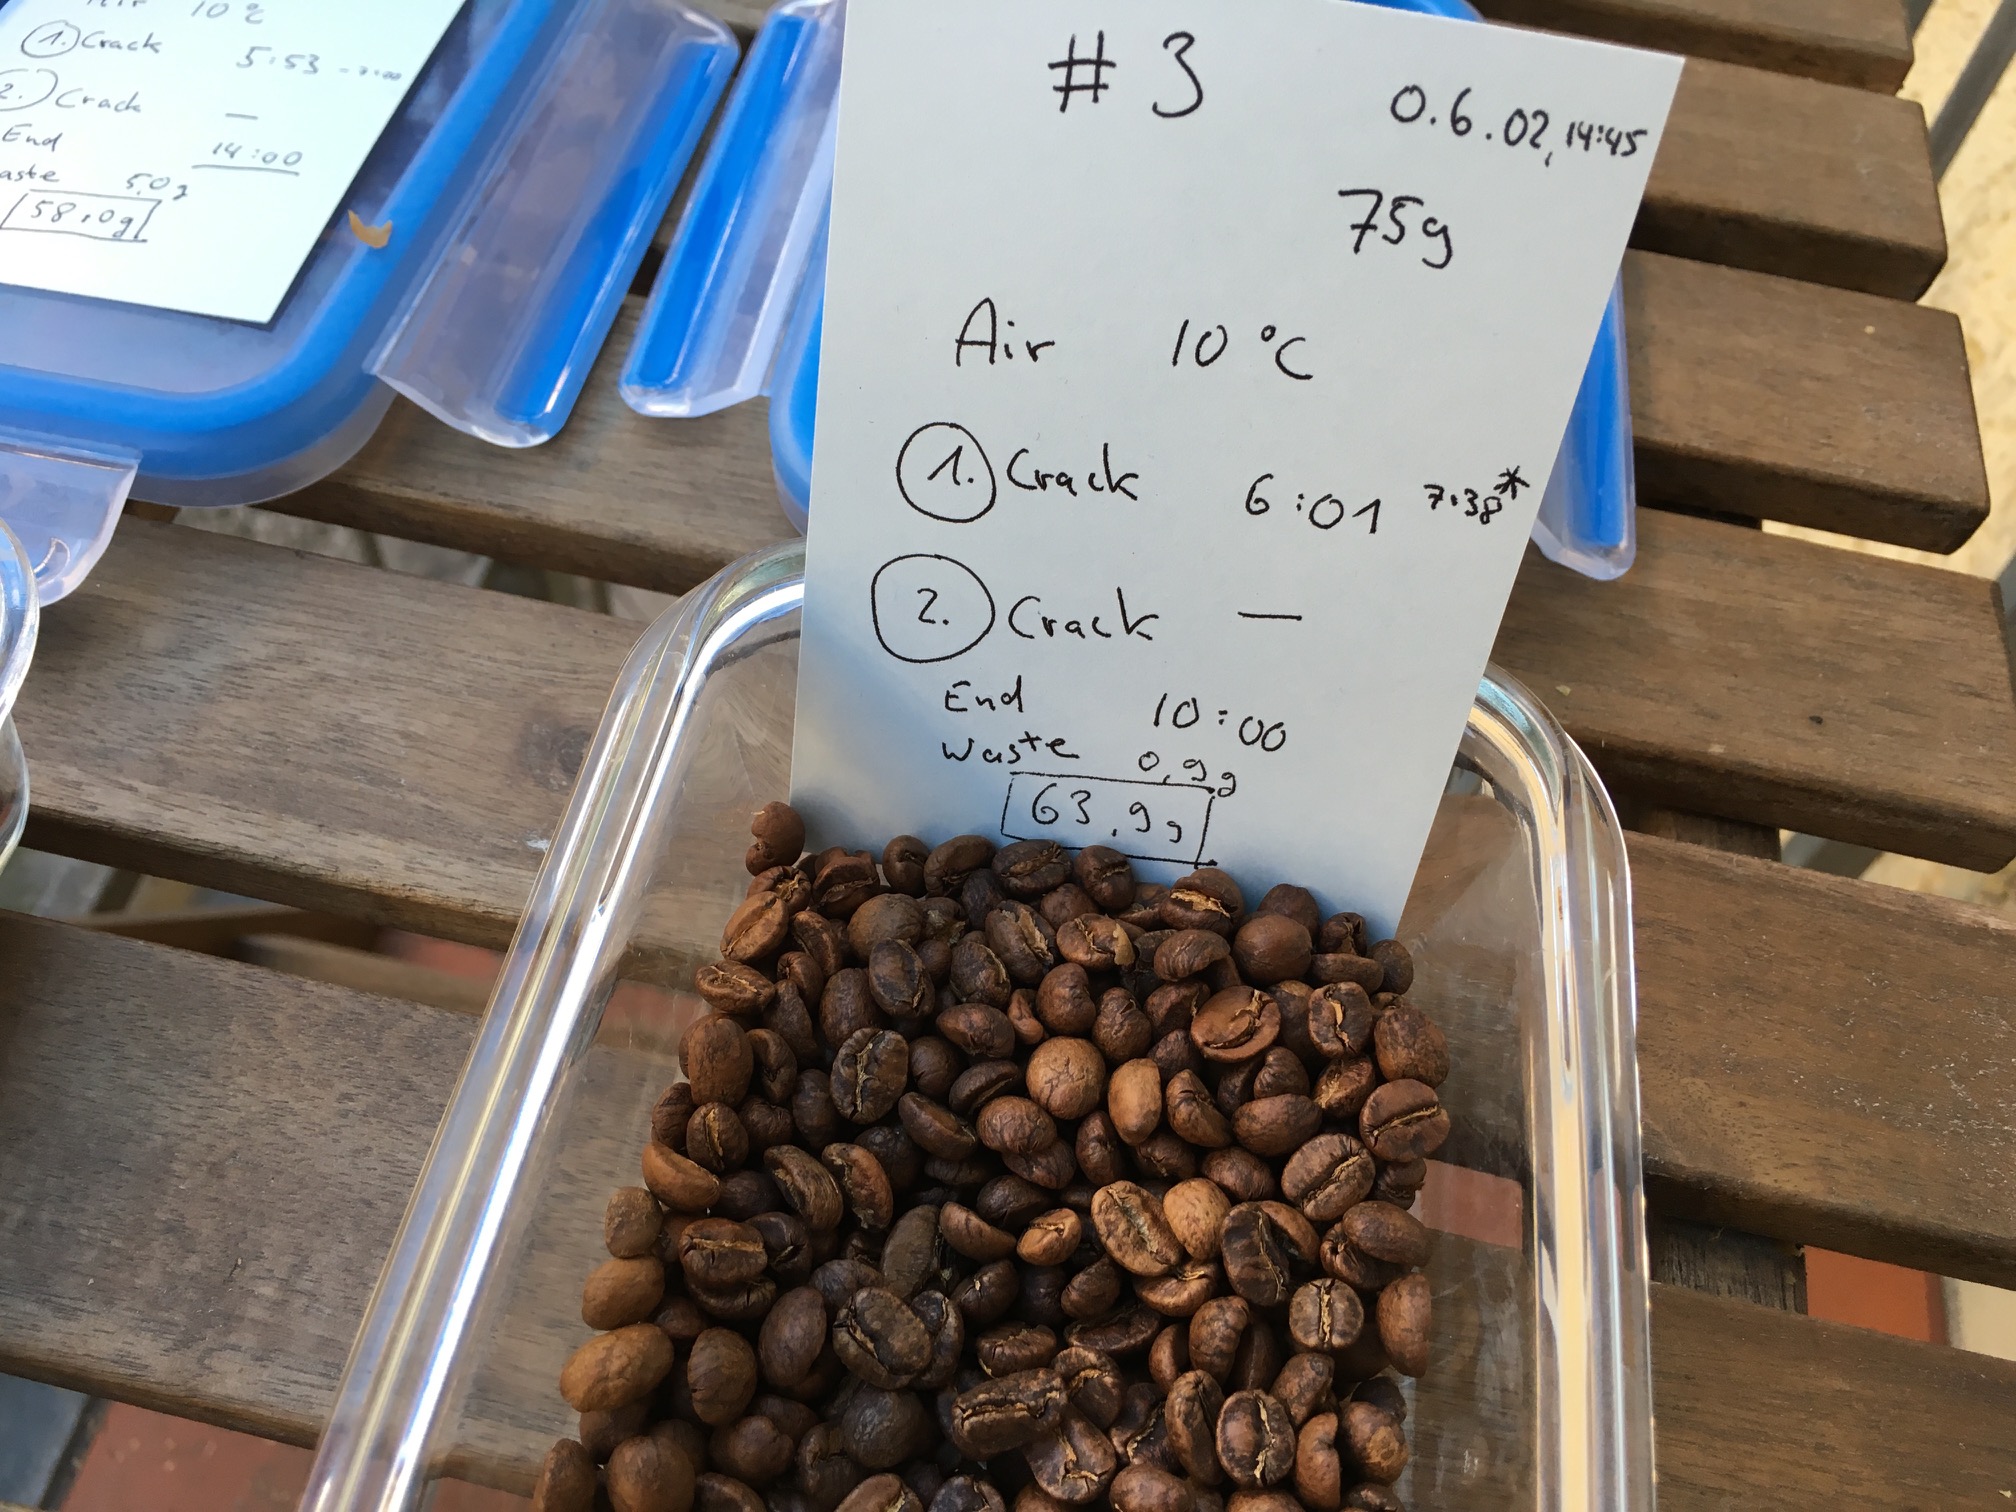 10°C
1. Crack 5:53 - 7:00
2. Crack —
End 14:00
aste 5,0g
58,0g
# 3 0.6.02, 14:45
75g
Air 10°C
1. Crack 6:01 7:38*
2. Crack —
End 10:00
Waste 0,9g
63,9g